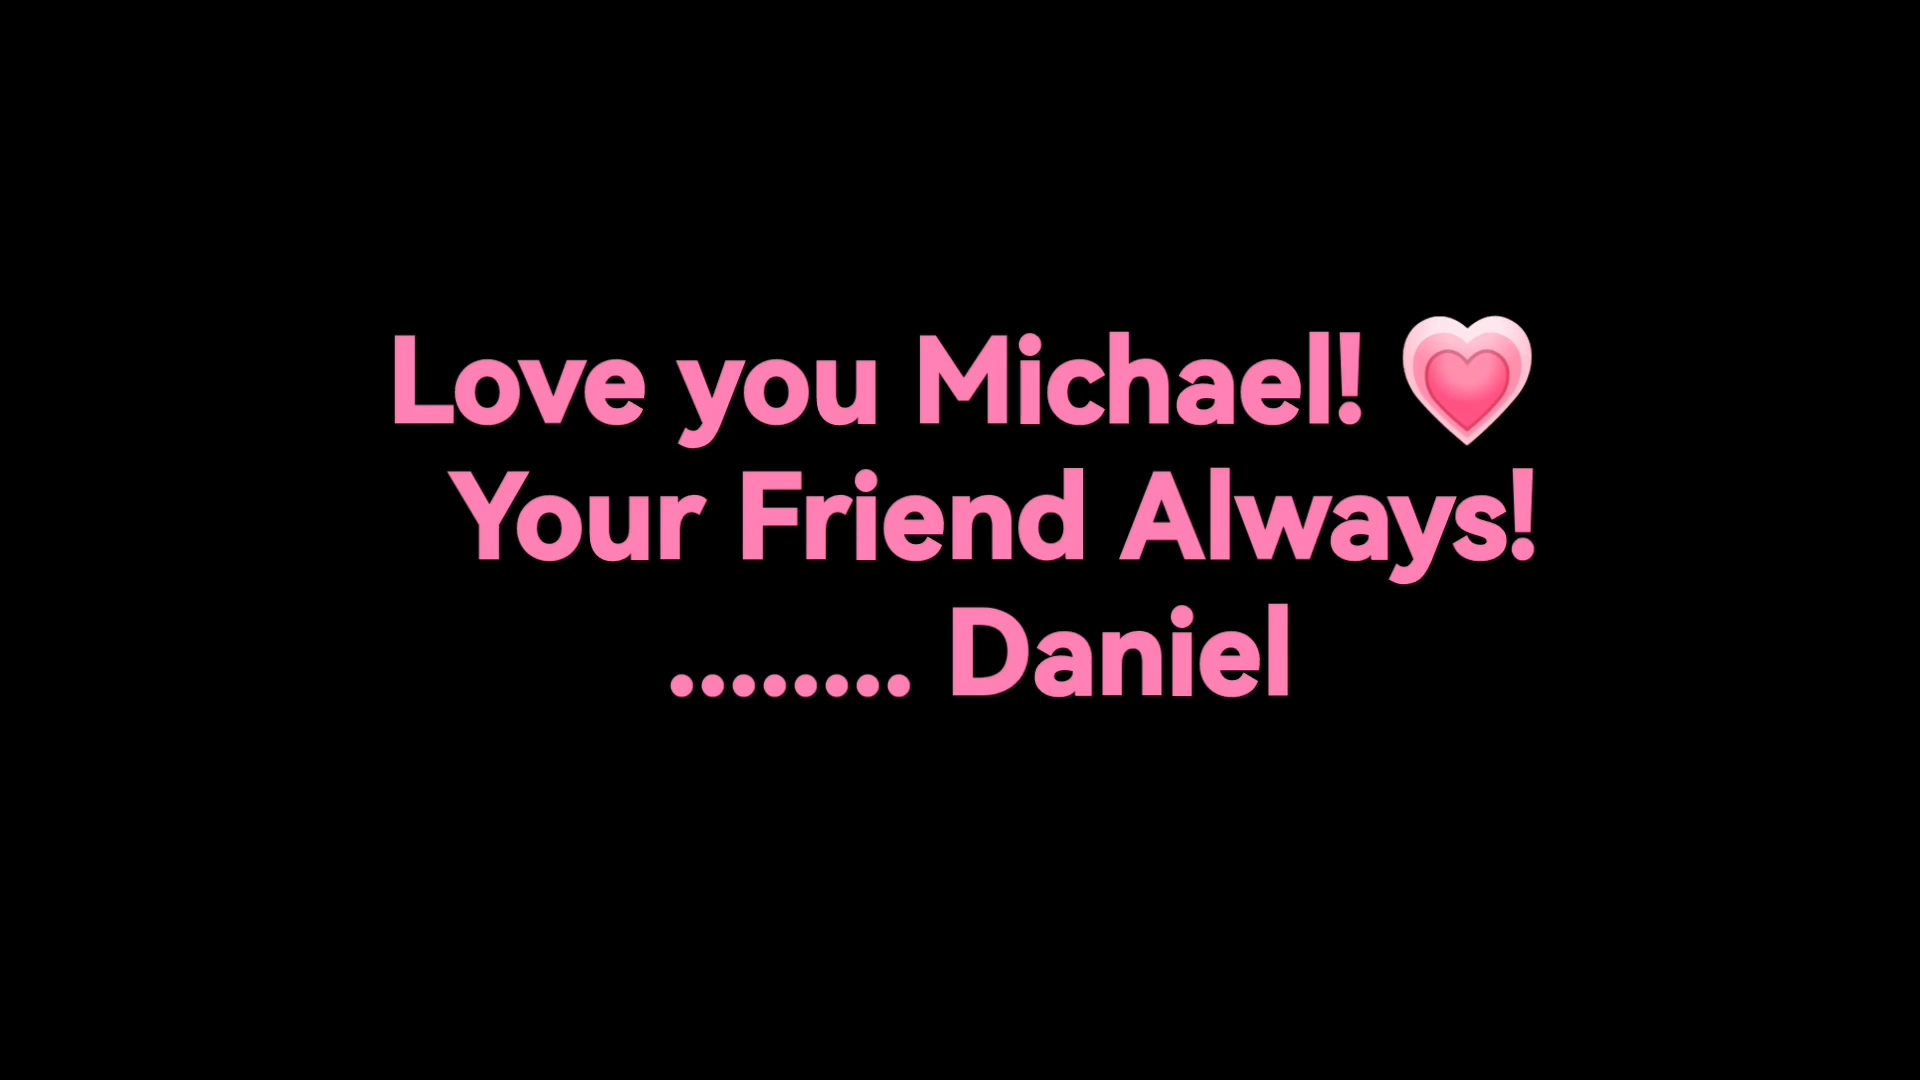 Love you Michael! 💗
Your Friend Always!
........ Daniel